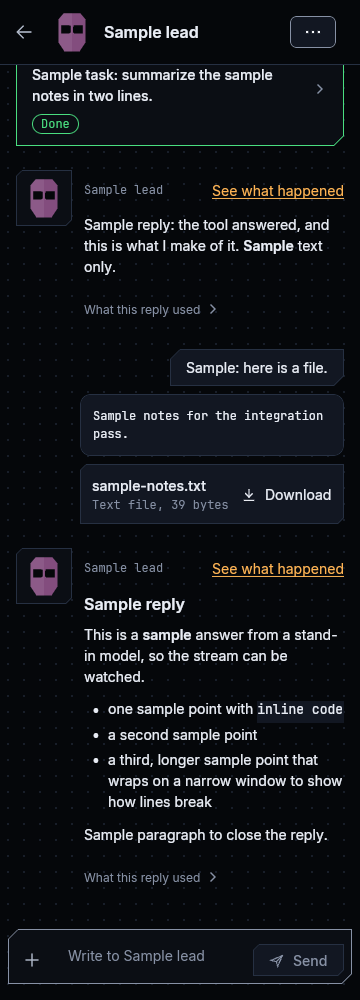 Sample lead
Sample task: summarize the sample
notes in two lines.
Done
Sample lead
See what happened
Sample reply: the tool answered, and
this is what I make of it. Sample text
only.
What this reply used
Sample: here is a file.
Sample notes for the integration
pass.
sample-notes.txt
Text file, 39 bytes
Download
Sample lead
See what happened
Sample reply
This is a sample answer from a stand-
in model, so the stream can be
watched.
• one sample point with inline code
• a second sample point
• a third, longer sample point that
wraps on a narrow window to show
how lines break
Sample paragraph to close the reply.
What this reply used
Write to Sample lead
Send